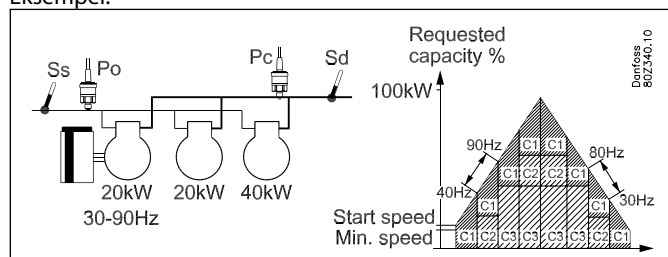 Eksempel:
Ss
Po
Pc
Sd
20kW
20kW
40kW
30-90Hz
Requested
capacity %
Danfoss
80Z340.10
100kW
C1
C1
90Hz
80Hz
C1
C2
C2
C1
40Hz
30Hz
C1
C1
Start speed
Min. speed
C1
C2
C3
C3
C3
C3
C2
C1